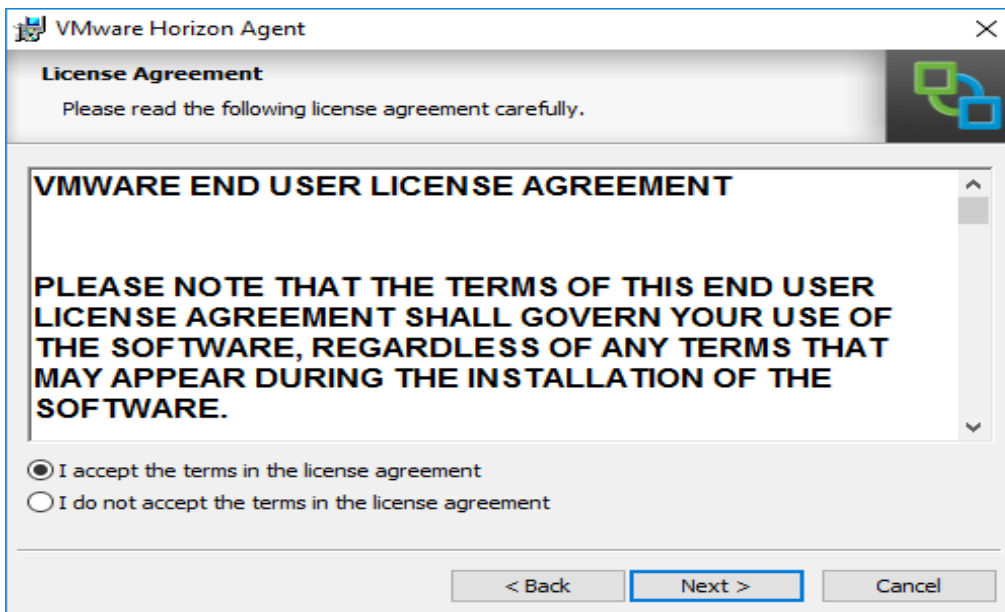 VMware Horizon Agent
License Agreement
Please read the following license agreement carefully.
VMWARE END USER LICENSE AGREEMENT
PLEASE NOTE THAT THE TERMS OF THIS END USER
LICENSE AGREEMENT SHALL GOVERN YOUR USE OF
THE SOFTWARE, REGARDLESS OF ANY TERMS THAT
MAY APPEAR DURING THE INSTALLATION OF THE
SOFTWARE.
I accept the terms in the license agreement
I do not accept the terms in the license agreement
< Back Next > Cancel